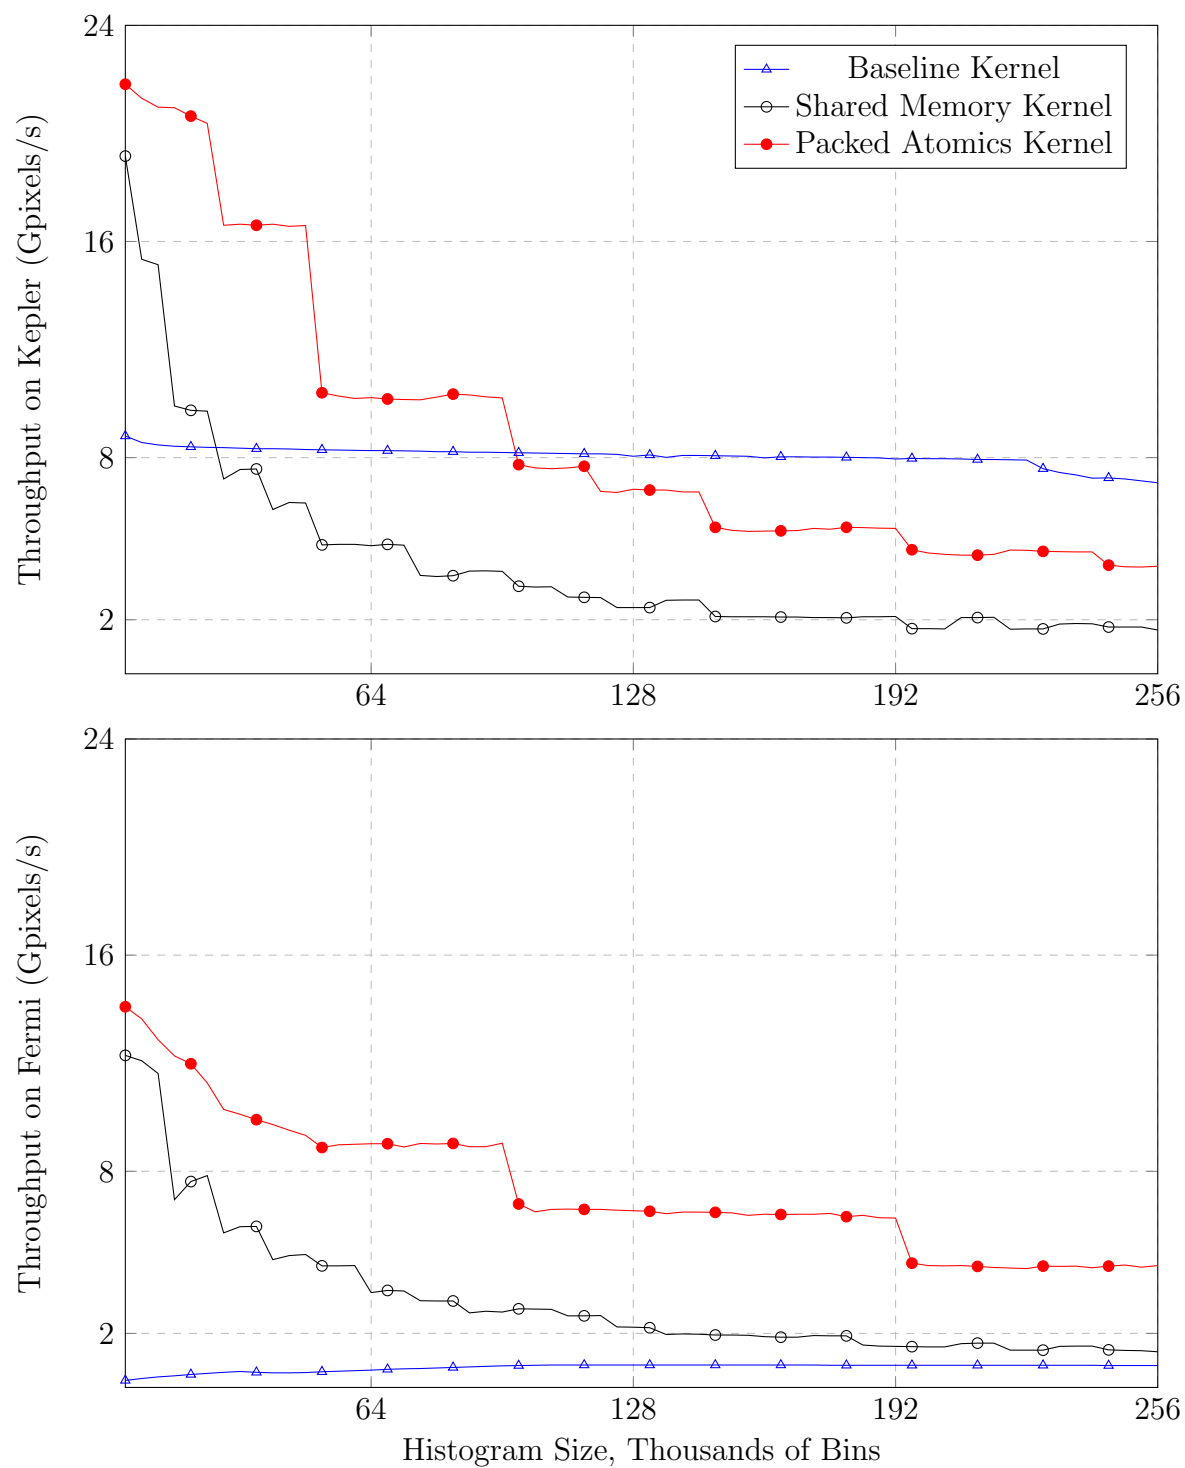 24
16
8
2
Throughput on Kepler (Gpixels/s)
Baseline Kernel
Shared Memory Kernel
Packed Atomics Kernel
64 128 192 256
24
16
8
2
Throughput on Fermi (Gpixels/s)
64 128 192 256
Histogram Size, Thousands of Bins